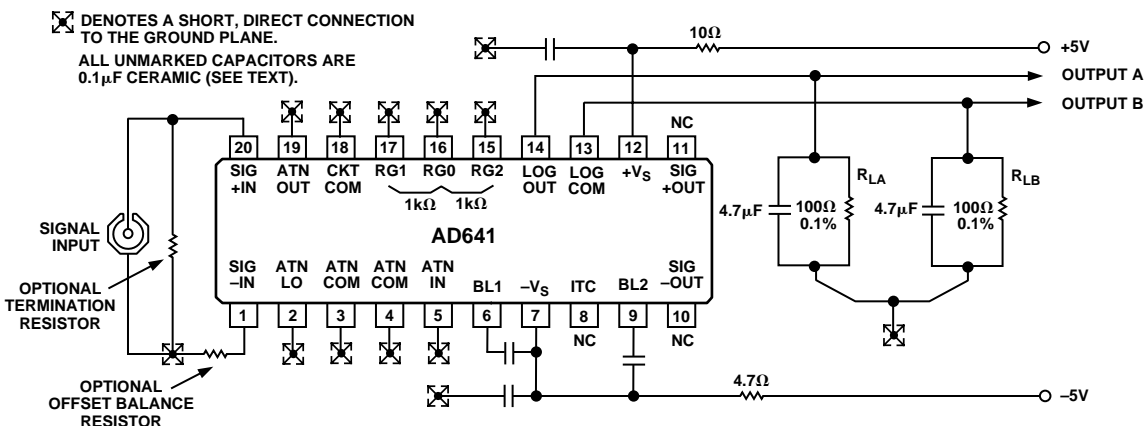 DENOTES A SHORT, DIRECT CONNECTION
TO THE GROUND PLANE.
ALL UNMARKED CAPACITORS ARE
0.1µF CERAMIC (SEE TEXT).
10Ω
+5V
OUTPUT A
OUTPUT B
NC
20 19 18 17 16 15 14 13 12 11
SIG +IN
ATN OUT
CKT COM
RG1
RG0
RG2
LOG OUT
LOG COM
+VS
SIG +OUT
1kΩ 1kΩ
RLA
RLB
4.7µF
100Ω
0.1%
4.7µF
100Ω
0.1%
SIGNAL
INPUT
AD641
SIG –IN
ATN LO
ATN COM
ATN COM
ATN IN
BL1
–VS
ITC
BL2
SIG –OUT
1 2 3 4 5 6 7 8 9 10
NC
NC
OPTIONAL
TERMINATION
RESISTOR
OPTIONAL
OFFSET BALANCE
RESISTOR
4.7Ω
–5V